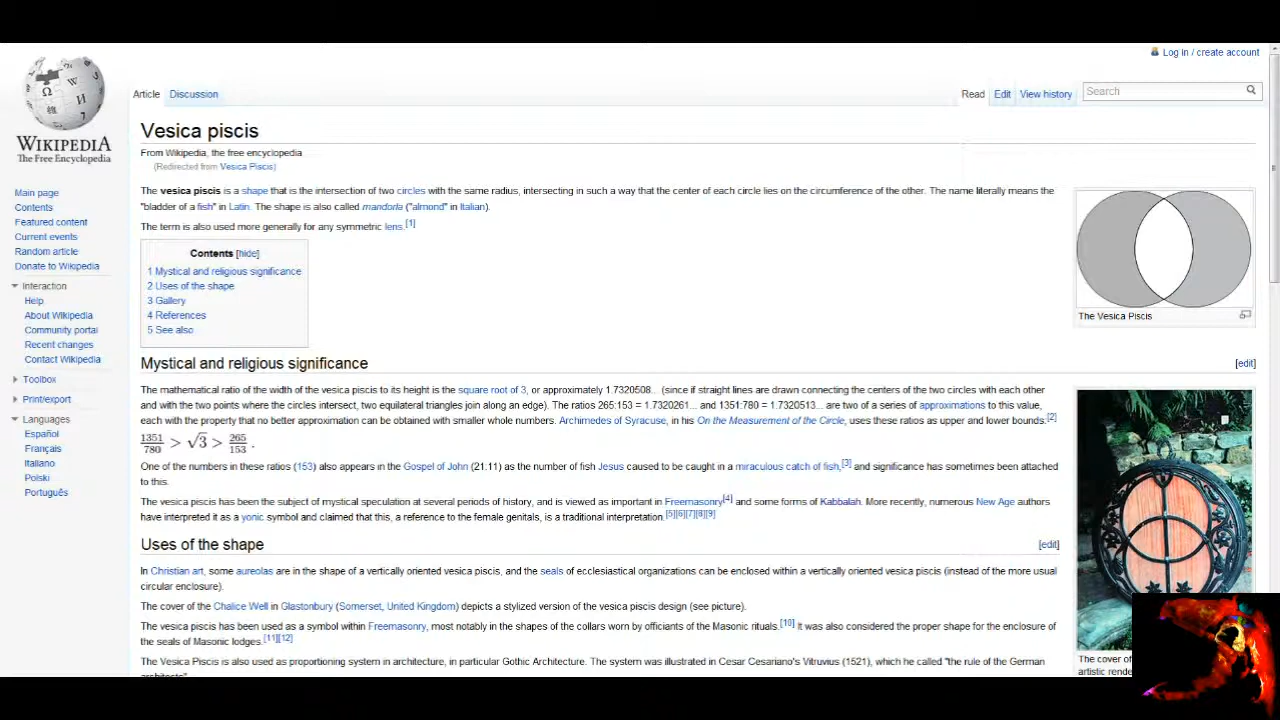 Log in / create account
WIKIPEDIA
The Free Encyclopedia
Main page
Contents
Featured content
Current events
Random article
Donate to Wikipedia
Interaction
Help
About Wikipedia
Community portal
Recent changes
Contact Wikipedia
Toolbox
Print/export
Languages
Español
Français
Italiano
Polski
Português
Article Discussion
Read Edit View history Search
Vesica piscis
From Wikipedia, the free encyclopedia
(Redirected from Vesica Piscis)
The vesica piscis is a shape that is the intersection of two circles with the same radius, intersecting in such a way that the center of each circle lies on the circumference of the other. The name literally means the
"bladder of a fish" in Latin. The shape is also called mandorla ("almond" in Italian).
The term is also used more generally for any symmetric lens.[1]
Contents [hide]
1 Mystical and religious significance
2 Uses of the shape
3 Gallery
4 References
5 See also
The Vesica Piscis
Mystical and religious significance [edit]
The mathematical ratio of the width of the vesica piscis to its height is the square root of 3, or approximately 1.7320508... (since if straight lines are drawn connecting the centers of the two circles with each other
and with the two points where the circles intersect, two equilateral triangles join along an edge). The ratios 265:153 = 1.7320261... and 1351:780 = 1.7320513... are two of a series of approximations to this value,
each with the property that no better approximation can be obtained with smaller whole numbers. Archimedes of Syracuse, in his On the Measurement of the Circle, uses these ratios as upper and lower bounds:[2]
1351/780 > √3 > 265/153 .
One of the numbers in these ratios (153) also appears in the Gospel of John (21:11) as the number of fish Jesus caused to be caught in a miraculous catch of fish,[3] and significance has sometimes been attached
to this.
The vesica piscis has been the subject of mystical speculation at several periods of history, and is viewed as important in Freemasonry[4] and some forms of Kabbalah. More recently, numerous New Age authors
have interpreted it as a yonic symbol and claimed that this, a reference to the female genitals, is a traditional interpretation.[5][6][7][8][9]
Uses of the shape [edit]
In Christian art, some aureolas are in the shape of a vertically oriented vesica piscis, and the seals of ecclesiastical organizations can be enclosed within a vertically oriented vesica piscis (instead of the more usual
circular enclosure).
The cover of the Chalice Well in Glastonbury (Somerset, United Kingdom) depicts a stylized version of the vesica piscis design (see picture).
The vesica piscis has been used as a symbol within Freemasonry, most notably in the shapes of the collars worn by officiants of the Masonic rituals.[10] It was also considered the proper shape for the enclosure of
the seals of Masonic lodges.[11][12]
The Vesica Piscis is also used as proportioning system in architecture, in particular Gothic Architecture. The system was illustrated in Cesar Cesariano's Vitruvius (1521), which he called "the rule of the German
architects".
The cover of
artistic rende